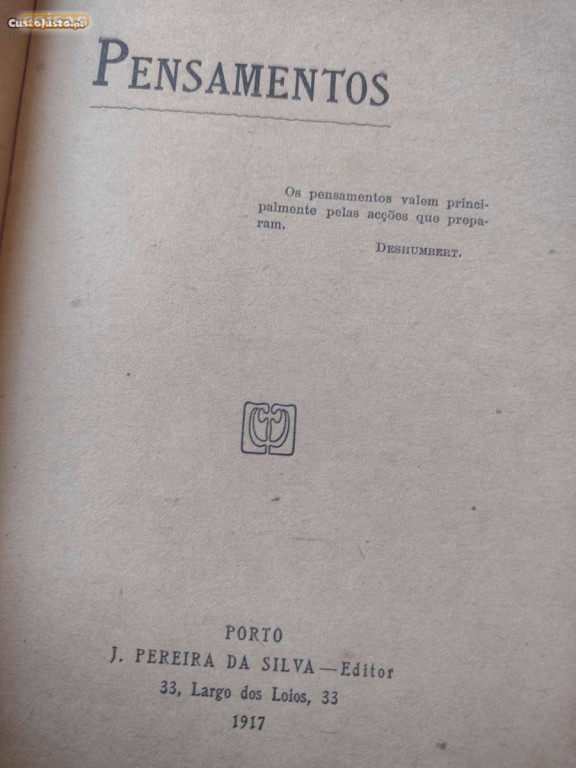 coisas
CustoJusto.pt
PENSAMENTOS
Os pensamentos valem princi-
palmente pelas acções que prepa-
ram.
DESHUMBERT.
PORTO
J. PEREIRA DA SILVA—Editor
33, Largo dos Loios, 33
1917